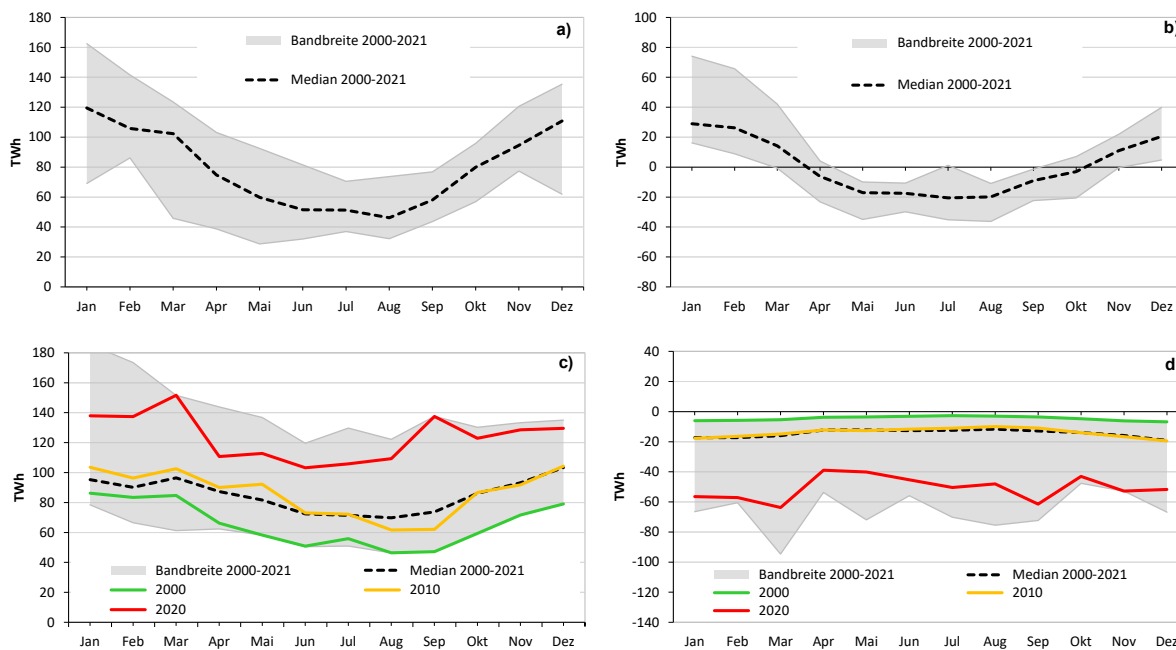 180
160
140
120
100
80
60
40
20
0
TWh
a)
Bandbreite 2000-2021
Median 2000-2021
Jan Feb Mar Apr Mai Jun Jul Aug Sep Okt Nov Dez
100
80
60
40
20
0
-20
-40
-60
-80
TWh
b)
Bandbreite 2000-2021
Median 2000-2021
Jan Feb Mar Apr Mai Jun Jul Aug Sep Okt Nov Dez
180
160
140
120
100
80
60
40
20
0
TWh
c)
Bandbreite 2000-2021 Median 2000-2021
2000 2010
2020
Jan Feb Mar Apr Mai Jun Jul Aug Sep Okt Nov Dez
40
20
0
-20
-40
-60
-80
-100
-120
-140
TWh
d
Bandbreite 2000-2021 Median 2000-2021
2000 2010
2020
Jan Feb Mar Apr Mai Jun Jul Aug Sep Okt Nov Dez